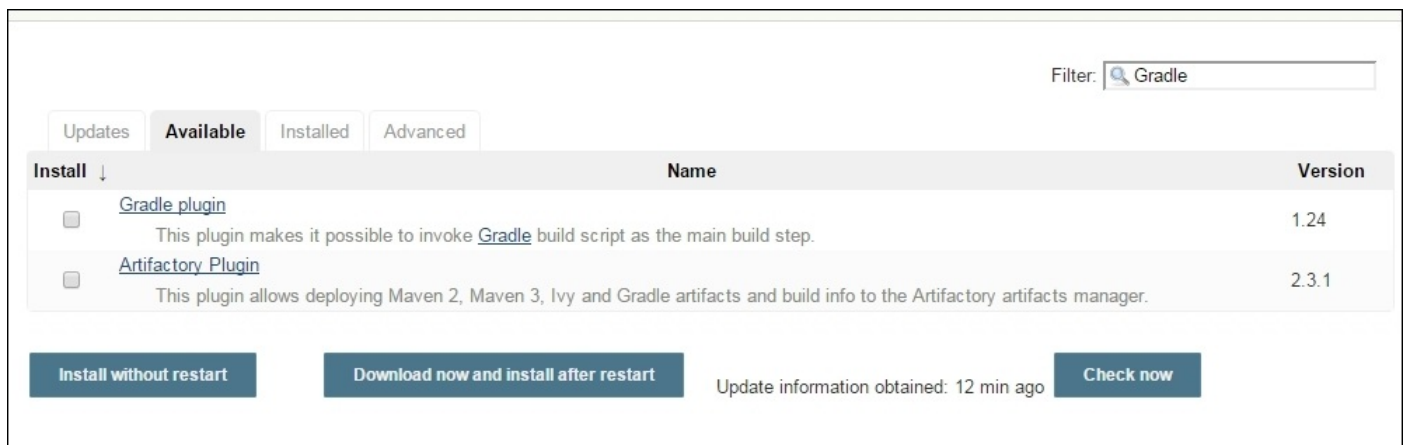 Filter: Gradle
Updates Available Installed Advanced
Install ↓ Name Version
Gradle plugin
This plugin makes it possible to invoke Gradle build script as the main build step.
1.24
Artifactory Plugin
This plugin allows deploying Maven 2, Maven 3, Ivy and Gradle artifacts and build info to the Artifactory artifacts manager.
2.3.1
Install without restart Download now and install after restart Update information obtained: 12 min ago Check now